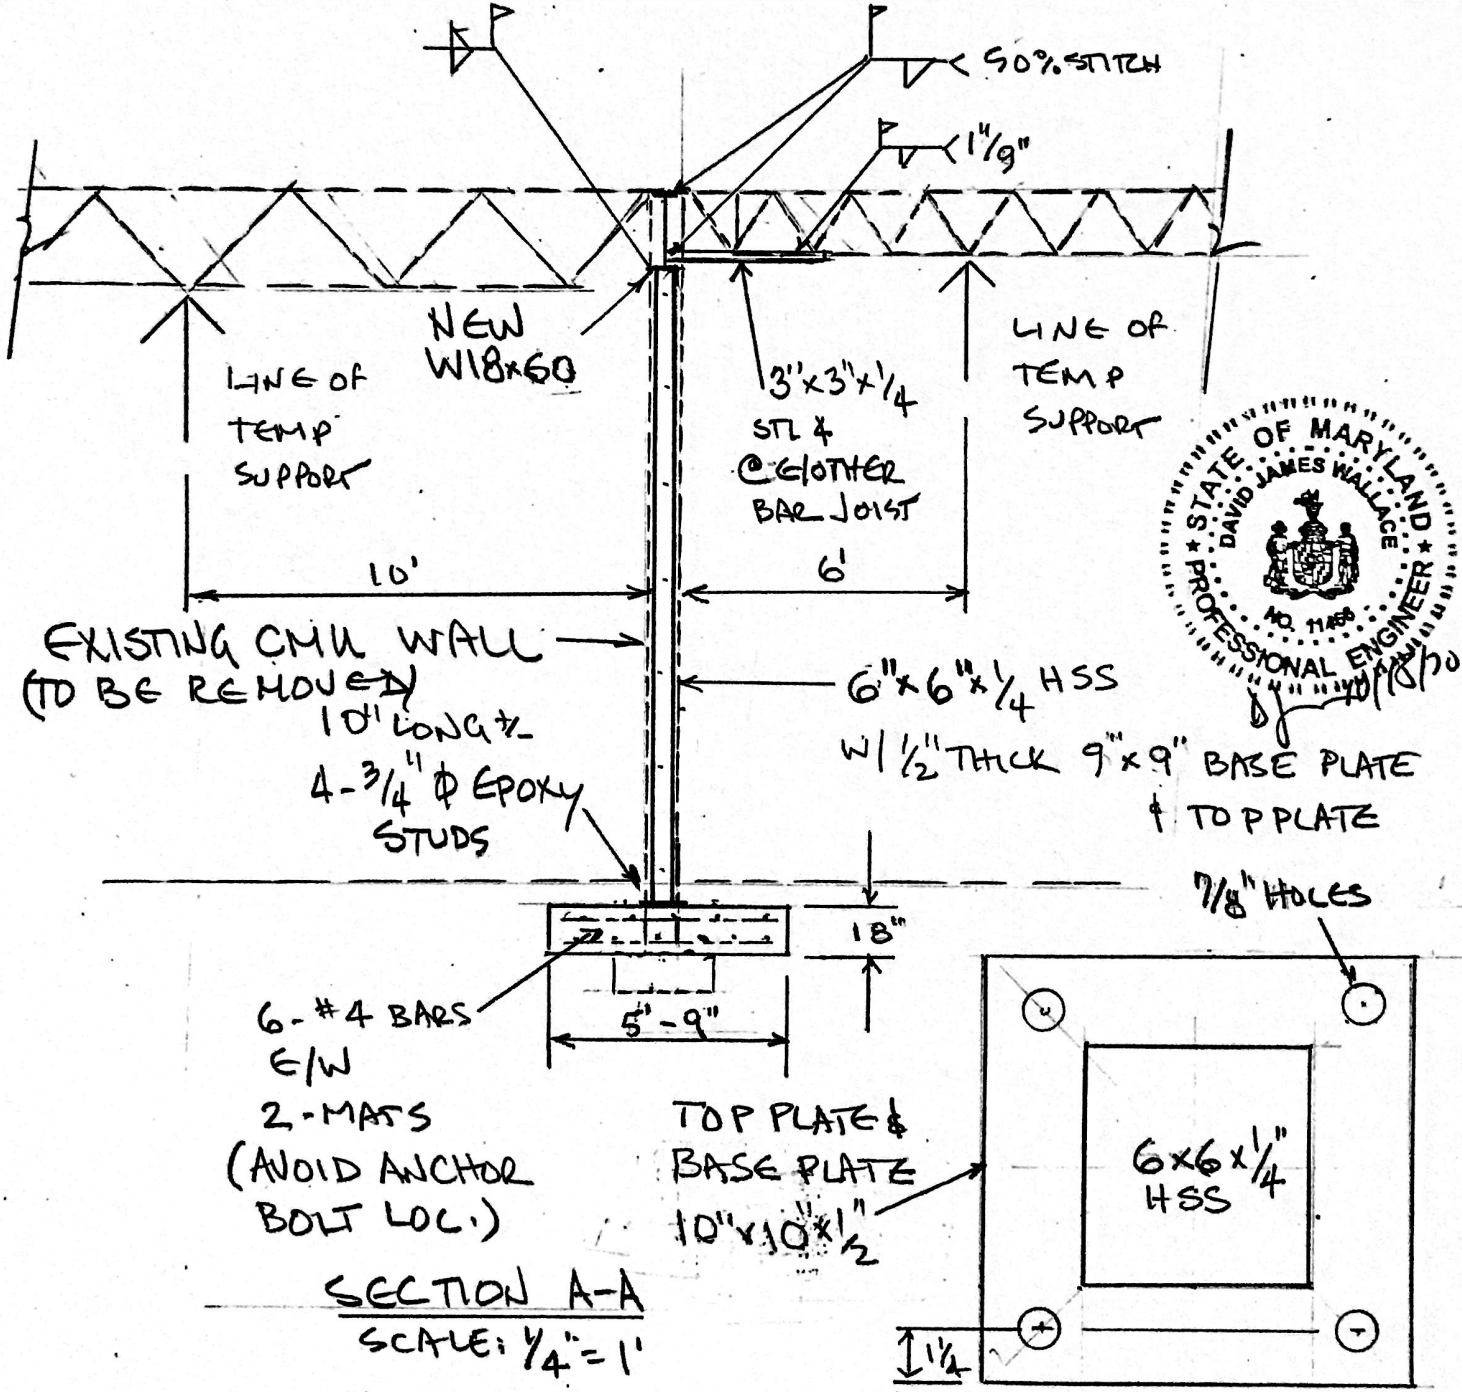 50% STITCH
1"/9"
NEW
W18x60
LINE OF
TEMP
SUPPORT
3"x3"x1/4
STL ∠
@ E/OTHER
BAR JOIST
LINE OF
TEMP
SUPPORT
STATE OF MARYLAND
DAVID JAMES WALLACE
PROFESSIONAL ENGINEER
10'
6'
EXISTING CMU WALL
(TO BE REMOVED)
6"x6"x1/4 HSS
W/ 1/2" THICK 9"x9" BASE PLATE
& TOP PLATE
10" LONG +/-
4-3/4" Φ EPOXY
STUDS
7/8" HOLES
18"
5'-9"
6-#4 BARS
E/W
2-MATS
(AVOID ANCHOR
BOLT LOC.)
TOP PLATE &
BASE PLATE
10"x10"x1/2"
6x6x1/4"
HSS
1 1/4
SECTION A-A
SCALE: 1/4"=1'